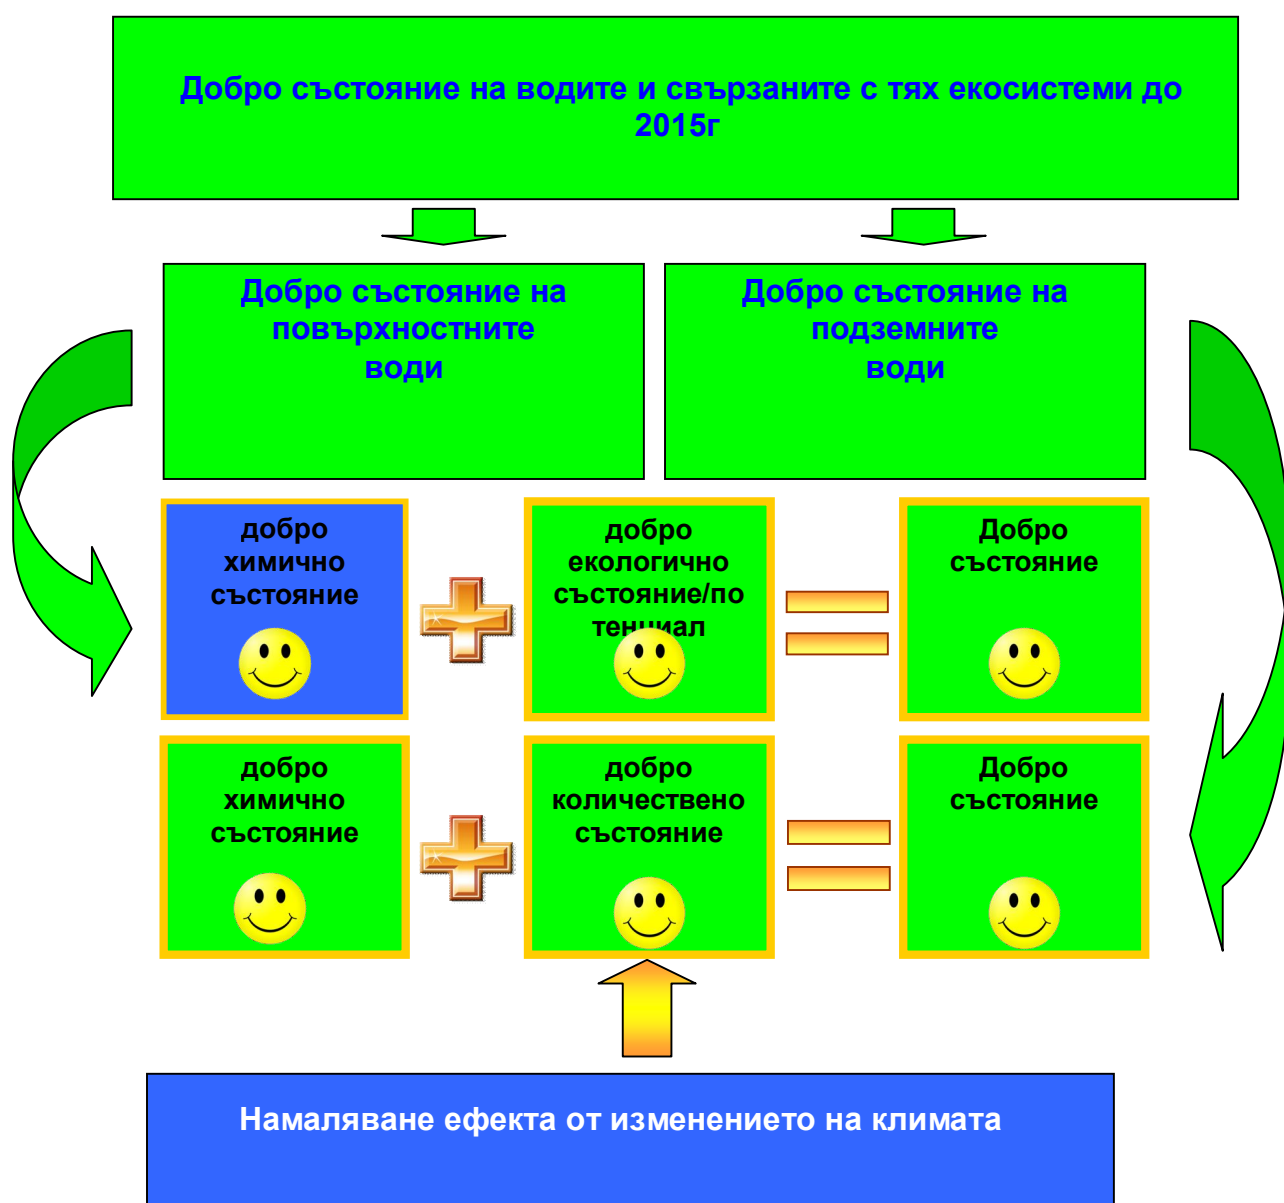 Добро състояние на водите и свързаните с тях екосистеми до
2015г
Добро състояние на
повърхностните
води
Добро състояние на
подземните
води
добро
химично
състояние
добро
екологично
състояние/по
тенциал
Добро
състояние
добро
химично
състояние
добро
количествено
състояние
Добро
състояние
Намаляване ефекта от изменението на климата